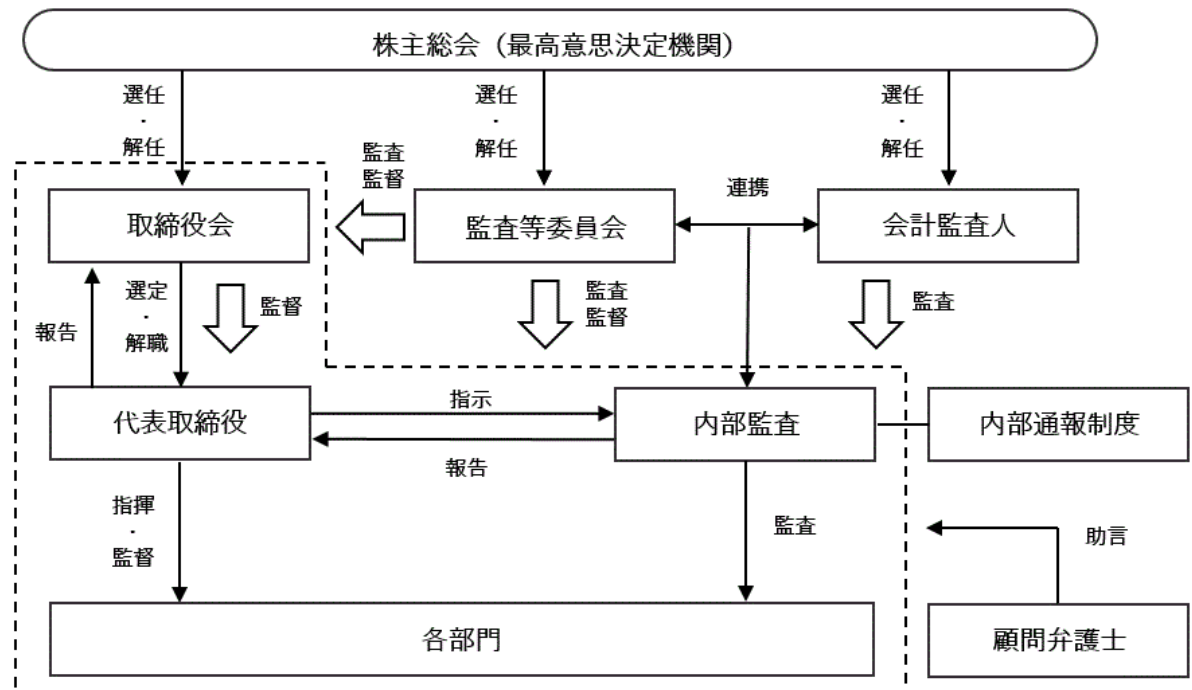 株主総会（最高意思決定機関）
選任
・
解任
選任
・
解任
選任
・
解任
監査
監督
連携
取締役会
監査等委員会
会計監査人
報告
選定
・
解職
監督
監査
監督
監査
代表取締役
指示
報告
内部監査
内部通報制度
指揮
・
監督
監査
助言
各部門
顧問弁護士